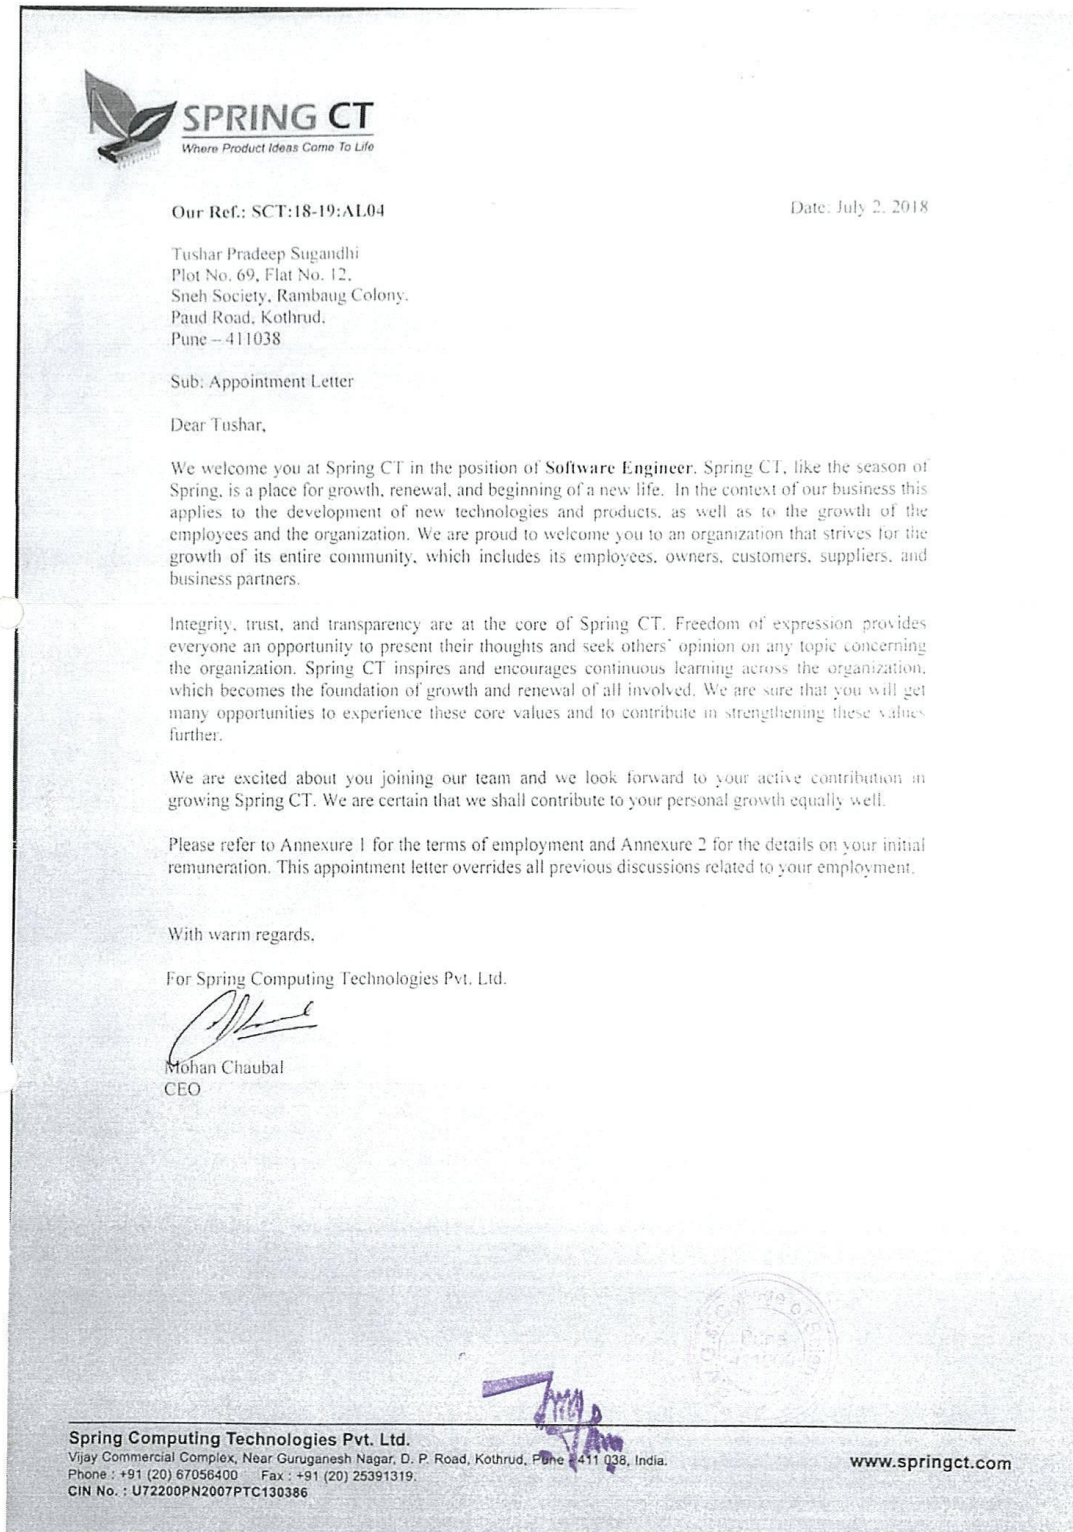 SPRING CT
Where Product Ideas Come To Life
Our Ref.: SCT:18-19:AL04
Date: July 2, 2018
Tushar Pradeep Sugandhi
Plot No. 69, Flat No. 12,
Sneh Society, Rambaug Colony,
Paud Road, Kothrud,
Pune – 411038
Sub: Appointment Letter
Dear Tushar,
We welcome you at Spring CT in the position of Software Engineer. Spring CT, like the season of
Spring, is a place for growth, renewal, and beginning of a new life. In the context of our business this
applies to the development of new technologies and products, as well as to the growth of the
employees and the organization. We are proud to welcome you to an organization that strives for the
growth of its entire community, which includes its employees, owners, customers, suppliers, and
business partners.
Integrity, trust, and transparency are at the core of Spring CT. Freedom of expression provides
everyone an opportunity to present their thoughts and seek others' opinion on any topic concerning
the organization. Spring CT inspires and encourages continuous learning across the organization,
which becomes the foundation of growth and renewal of all involved. We are sure that you will get
many opportunities to experience these core values and to contribute in strengthening these values
further.
We are excited about you joining our team and we look forward to your active contribution in
growing Spring CT. We are certain that we shall contribute to your personal growth equally well.
Please refer to Annexure 1 for the terms of employment and Annexure 2 for the details on your initial
remuneration. This appointment letter overrides all previous discussions related to your employment.
With warm regards,
For Spring Computing Technologies Pvt. Ltd.
Mohan Chaubal
CEO
Pune
Spring Computing Technologies Pvt. Ltd.
Vijay Commercial Complex, Near Guruganesh Nagar, D. P. Road, Kothrud, Pune - 411 038, India.
www.springct.com
Phone : +91 (20) 67056400 Fax : +91 (20) 25391319.
CIN No. : U72200PN2007PTC130386